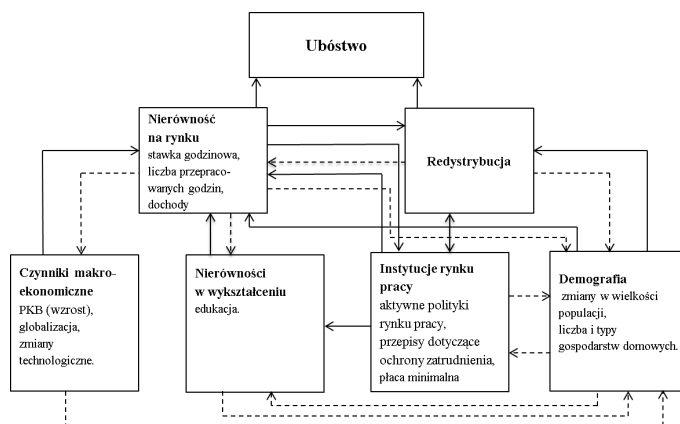 Ubóstwo
Nierówność
na rynku
stawka godzinowa,
liczba przepraco-
wanych godzin,
dochody
Redystrybucja
Czynniki makro-
ekonomiczne
PKB (wzrost),
globalizacja,
zmiany
technologiczne.
Nierówności
w wykształceniu
edukacja.
Instytucje rynku
pracy
aktywne polityki
rynku pracy,
przepisy dotyczące
ochrony zatrudnienia,
płaca minimalna
Demografia
zmiany w wielkości
populacji,
liczba i typy
gospodarstw domowych.